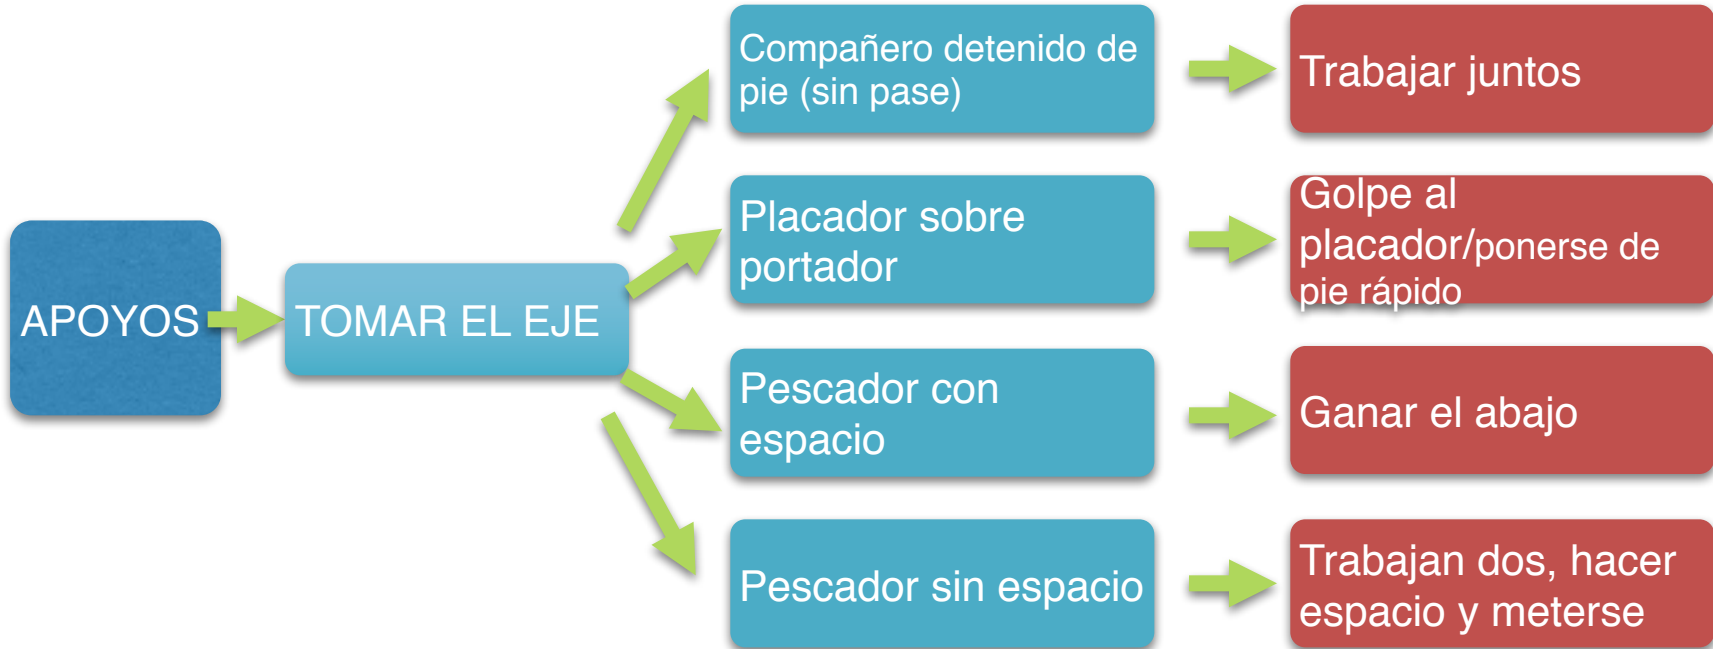 APOYOS
TOMAR EL EJE
Compañero detenido de
pie (sin pase)
Trabajar juntos
Placador sobre
portador
Golpe al
placador/ponerse de
pie rápido
Pescador con
espacio
Ganar el abajo
Pescador sin espacio
Trabajan dos, hacer
espacio y meterse